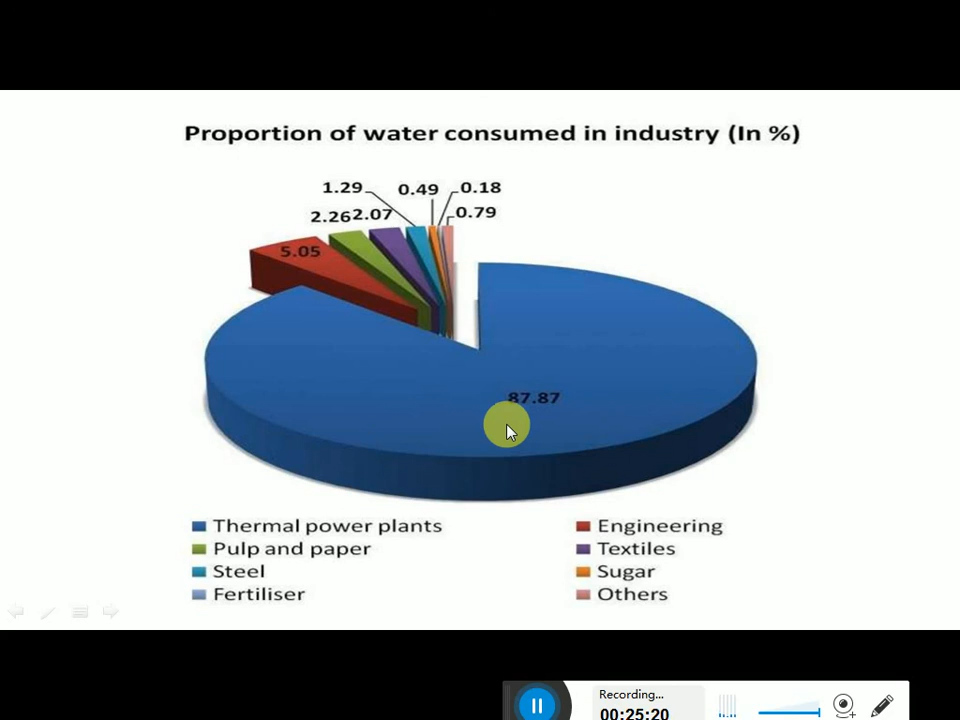 Proportion of water consumed in industry (In %)
1.29 0.49 0.18
2.26 2.07 0.79
5.05
87.87
Thermal power plants Engineering
Pulp and paper Textiles
Steel Sugar
Fertiliser Others
Recording...
00:25:20